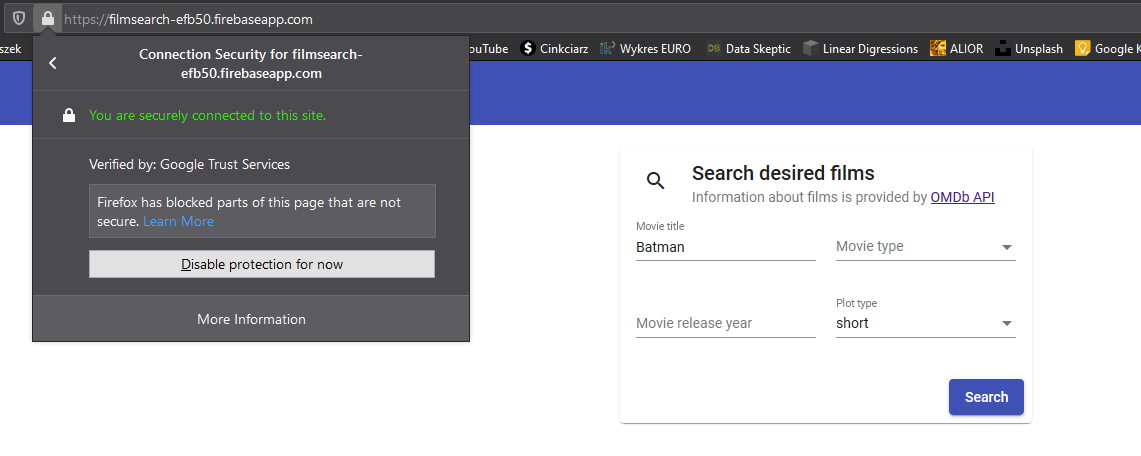 https://filmsearch-efb50.firebaseapp.com
szek
YouTube
Cinkciarz
Wykres EURO
Data Skeptic
Linear Digressions
ALIOR
Unsplash
Google K
Connection Security for filmsearch-
efb50.firebaseapp.com
You are securely connected to this site.
Verified by: Google Trust Services
Firefox has blocked parts of this page that are not
secure. Learn More
Disable protection for now
More Information
Search desired films
Information about films is provided by OMDb API
Movie title
Batman
Movie type
Movie release year
Plot type
short
Search